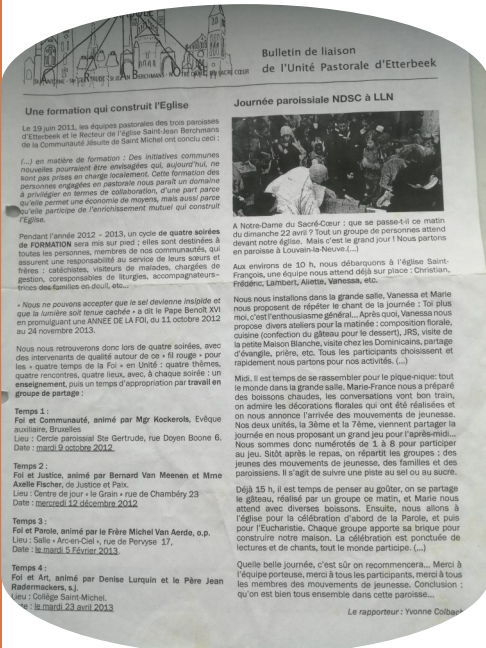 St ANTOINE - Ste GERTRUDE - St JEAN BERCHMANS - NOTRE DAME DU SACRÉ CŒUR
Bulletin de liaison
de l'Unité Pastorale d'Etterbeek
Une formation qui construit l'Eglise
Le 19 juin 2011, les équipes pastorales des trois paroisses
d'Etterbeek et le Recteur de l'église Saint-Jean Berchmans
de la Communauté Jésuite de Saint Michel ont conclu ceci :
(...) en matière de formation : Des initiatives communes
nouvelles pourraient être envisagées qui, aujourd'hui, ne
sont pas prises en charge localement. Cette formation des
personnes engagées en pastorale nous paraît un domaine
à privilégier en termes de collaboration, d'une part parce
qu'elle permet une économie de moyens, mais aussi parce
qu'elle participe de l'enrichissement mutuel qui construit
l'Eglise.
Pendant l'année 2012 – 2013, un cycle de quatre soirées
de FORMATION sera mis sur pied ; elles sont destinées à
toutes les personnes, membres de nos communautés, qui
assurent une responsabilité au service de leurs sœurs et
frères : catéchistes, visiteurs de malades, chargées de
gestion, coresponsables de liturgies, accompagnateurs–
trices des familles en deuil, etc...
« Nous ne pouvons accepter que le sel devienne insipide et
que la lumière soit tenue cachée » a dit le Pape Benoît XVI
en promulguant une ANNEE DE LA FOI, du 11 octobre 2012
au 24 novembre 2013.
Nous nous retrouverons donc lors de quatre soirées, avec
des intervenants de qualité autour de ce « fil rouge » pour
les « quatre temps de la Foi » en Unité : quatre thèmes,
quatre rencontres, quatre lieux, avec, à chaque soirée : un
enseignement, puis un temps d'appropriation par travail en
groupe de partage :
Temps 1 :
Foi et Communauté, animé par Mgr Kockerols, Evêque
auxiliaire, Bruxelles
Lieu : Cercle paroissial Ste Gertrude, rue Doyen Boone 6.
Date : mardi 9 octobre 2012
Temps 2 :
Foi et Justice, animé par Bernard Van Meenen et Mme
Axelle Fischer, de Justice et Paix.
Lieu : Centre de jour « le Grain » rue de Chambéry 23
Date : mercredi 12 décembre 2012
Temps 3 :
Foi et Parole, animé par le Frère Michel Van Aerde, o.p.
Lieu : Salle « Arc-en-Ciel », rue de Pervyse 17,
Date : le mardi 5 Février 2013.
Temps 4 :
Foi et Art, animé par Denise Lurquin et le Père Jean
Radermackers, s.j.
Lieu : Collège Saint-Michel.
: le mardi 23 avril 2013
Journée paroissiale NDSC à LLN
A Notre-Dame du Sacré-Cœur : que se passe-t-il ce matin
du dimanche 22 avril ? Tout un groupe de personnes attend
devant notre église. Mais c'est le grand jour ! Nous partons
en paroisse à Louvain-la-Neuve.(...)
Aux environs de 10 h, nous débarquons à l'église Saint-
François, une équipe nous attend déjà sur place : Christian,
Frédéric, Lambert, Aliette, Vanessa, etc.
Nous nous installons dans la grande salle, Vanessa et Marie
nous proposent de répéter le chant de la journée : Toi plus
moi, c'est l'enthousiasme général... Après quoi, Vanessa nous
propose divers ateliers pour la matinée : composition florale,
cuisine (confection du gâteau pour le dessert), JRS, visite de
la petite Maison Blanche, visite chez les Dominicains, partage
d'évangile, prière, etc. Tous les participants choisissent et
rapidement nous partons pour nos activités. (...)
Midi, il est temps de se rassembler pour le pique-nique: tout
le monde dans la grande salle, Marie-France nous a préparé
des boissons chaudes, les conversations vont bon train,
on admire les décorations florales qui ont été réalisées et
on nous annonce l'arrivée des mouvements de jeunesse.
Nos deux unités, la 3ème et la 7ème, viennent partager la
journée en nous proposant un grand jeu pour l'après-midi...
Nous sommes donc numérotés de 1 à 8 pour participer
au jeu. Sitôt après le repas, on répartit les groupes : des
jeunes des mouvements de jeunesse, des familles et des
paroissiens. Il s'agit de suivre une piste au sel ou au sucre.
Déjà 15 h, il est temps de penser au goûter, on se partage
le gâteau, réalisé par un groupe ce matin, et Marie nous
attend avec diverses boissons. Ensuite, nous allons à
l'église pour la célébration d'abord de la Parole, et puis
pour l'Eucharistie. Chaque groupe apporte sa brique pour
construire notre maison. La célébration est ponctuée de
lectures et de chants, tout le monde participe. (...)
Quelle belle journée, c'est sûr on recommencera... Merci à
l'équipe porteuse, merci à tous les participants, merci à tous
les membres des mouvements de jeunesse. Conclusion :
qu'on est bien tous ensemble dans cette paroisse...
Le rapporteur : Yvonne Colbach